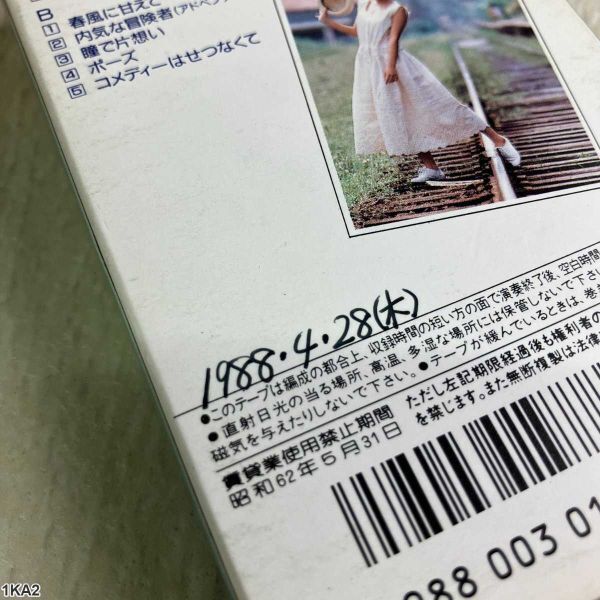 B
1 春風に甘えて
2 内気な冒険者(アドベンチ
3 瞳で片想い
4 ポーズ
5 コメディーはせつなくて
1988・4・28(木)
●このテープは編成の都合上、収録時間の短い方の面で演奏終了後、空白時間
●直射日光の当る場所、高温、多湿な場所には保管しないで下さい
磁気を与えたりしないで下さい。●テープが緩んでいるときは、巻き
賃貸業使用禁止期間
昭和62年5月31日
ただし左記期限経過後も権利者の
を禁じます。また無断複製は法律
988 003 01
1KA2